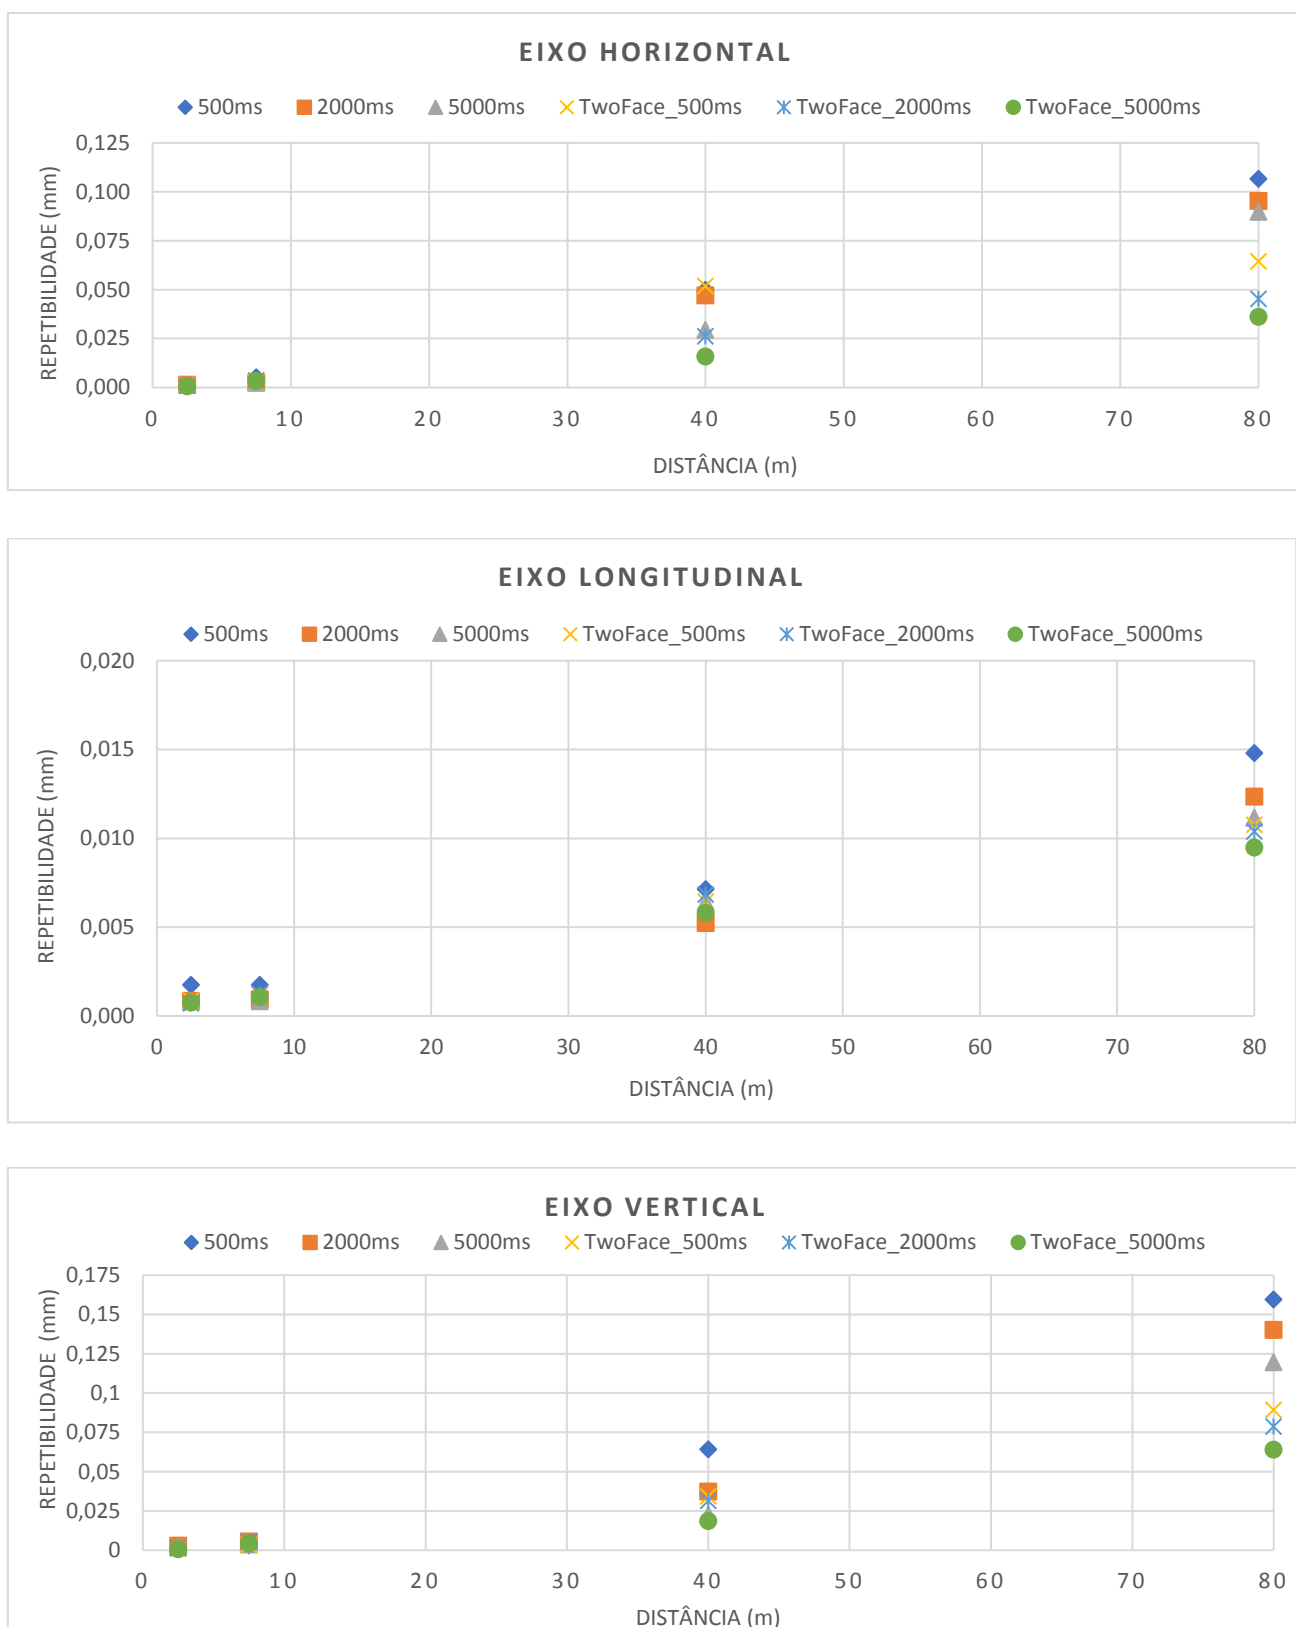 EIXO HORIZONTAL
500ms 2000ms 5000ms TwoFace_500ms TwoFace_2000ms TwoFace_5000ms
REPETIBILIDADE (mm)
0,125
0,100
0,075
0,050
0,025
0,000
0 10 20 30 40 50 60 70 80
DISTÂNCIA (m)
EIXO LONGITUDINAL
500ms 2000ms 5000ms TwoFace_500ms TwoFace_2000ms TwoFace_5000ms
REPETIBILIDADE (mm)
0,020
0,015
0,010
0,005
0,000
0 10 20 30 40 50 60 70 80
DISTÂNCIA (m)
EIXO VERTICAL
500ms 2000ms 5000ms TwoFace_500ms TwoFace_2000ms TwoFace_5000ms
REPETIBILIDADE (mm)
0,175
0,15
0,125
0,1
0,075
0,05
0,025
0
0 10 20 30 40 50 60 70 80
DISTÂNCIA (m)